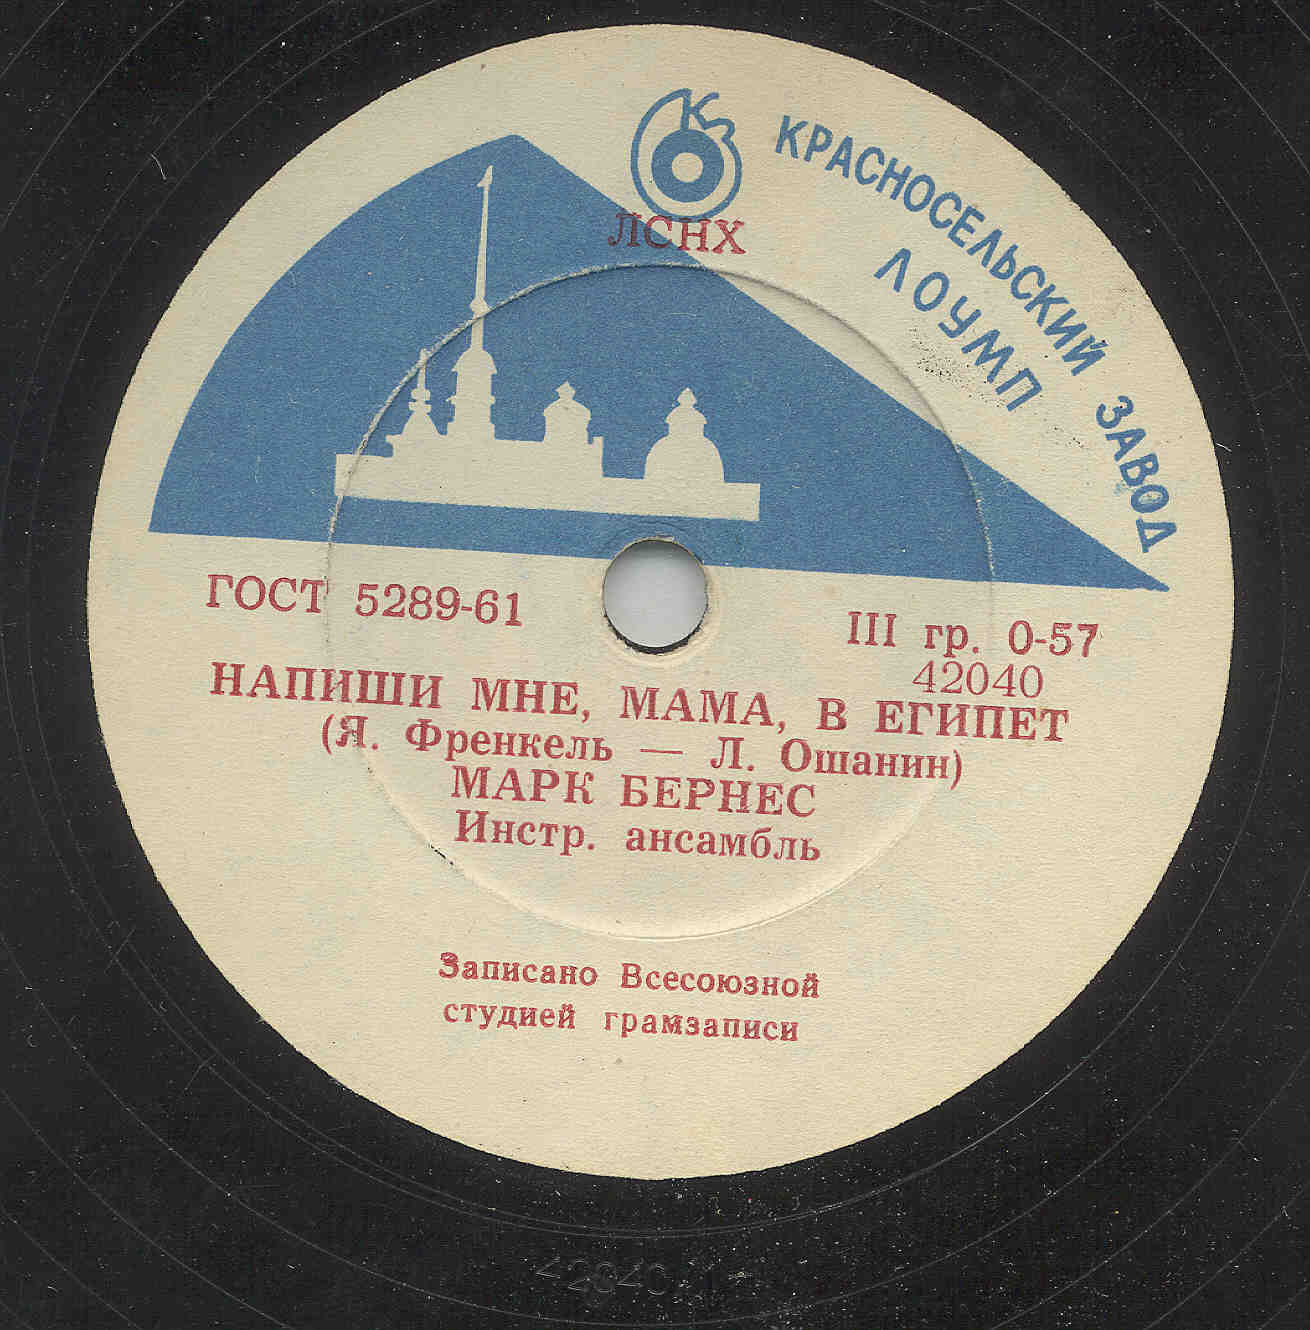 КРАСНОСЕЛЬСКИЙ ЗАВОД
ЛОУМП
ЛСНХ
ГОСТ 5289-61
III гр. 0-57
42040
НАПИШИ МНЕ, МАМА, В ЕГИПЕТ
(Я. Френкель — Л. Ошанин)
МАРК БЕРНЕС
Инстр. ансамбль
Записано Всесоюзной
студией грамзаписи